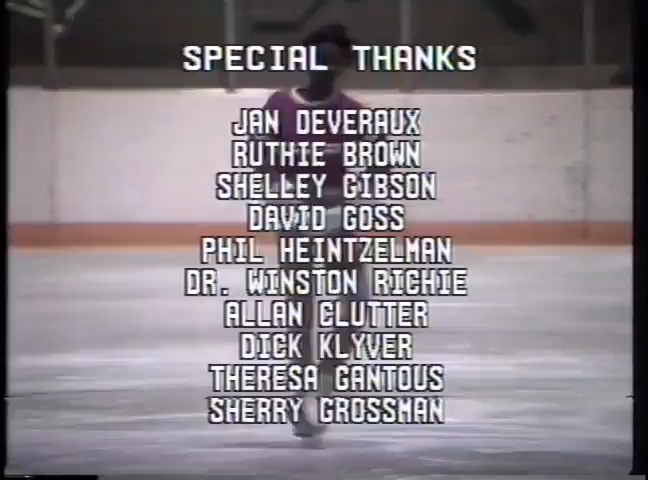 SPECIAL THANKS
JAN DEVERAUX
RUTHIE BROWN
SHELLEY GIBSON
DAVID GOSS
PHIL HEINTZELMAN
DR. WINSTON RICHIE
ALLAN CLUTTER
DICK KLYVER
THERESA GANTOUS
SHERRY GROSSMAN